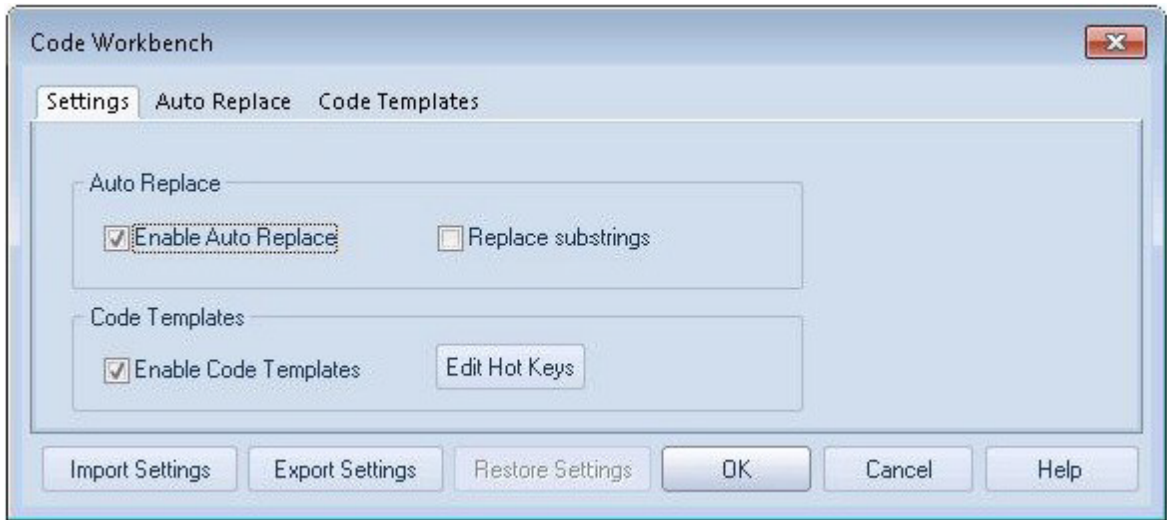 Code Workbench
Settings Auto Replace Code Templates
Auto Replace
Enable Auto Replace Replace substrings
Code Templates
Enable Code Templates Edit Hot Keys
Import Settings Export Settings Restore Settings OK Cancel Help